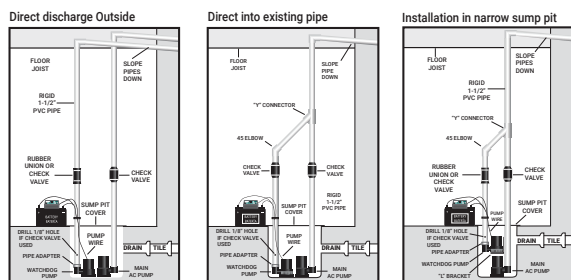 Direct discharge Outside
FLOOR
JOIST
SLOPE
PIPES
DOWN
RIGID
1-1/2"
PVC PIPE
RUBBER
UNION OR
CHECK
VALVE
CHECK
VALVE
SUMP PIT
COVER
DRILL 1/8" HOLE
IF CHECK VALVE
USED
PUMP
WIRE
PIPE ADAPTER
WATCHDOG
PUMP
MAIN
AC PUMP
DRAIN TILE
Direct into existing pipe
FLOOR
JOIST
SLOPE
PIPE
DOWN
"Y" CONNECTOR
45 ELBOW
CHECK
VALVE
CHECK
VALVE
RIGID
1-1/2"
PVC PIPE
SUMP PIT
COVER
DRILL 1/8" HOLE
IF CHECK VALVE
USED
PUMP
WIRE
PIPE ADAPTER
WATCHDOG
PUMP
MAIN
AC PUMP
DRAIN TILE
Installation in narrow sump pit
FLOOR
JOIST
SLOPE
PIPES
DOWN
RIGID
1-1/2"
PVC PIPE
"Y" CONNECTOR
45 ELBOW
RUBBER
UNION OR
CHECK
VALVE
CHECK
VALVE
SUMP PIT
COVER
PUMP
WIRE
DRILL 1/8" HOLE
IF CHECK VALVE
USED
PIPE ADAPTER
WATCHDOG
PUMP
"L" BRACKET
MAIN
AC PUMP
DRAIN TILE